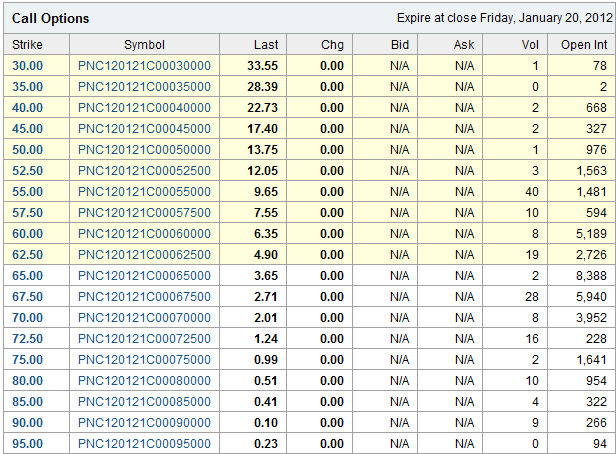 Call Options Expire at close Friday, January 20, 2012
Strike Symbol Last Chg Bid Ask Vol Open Int
30.00 PNC120121C00030000 33.55 0.00 N/A N/A 1 78
35.00 PNC120121C00035000 28.39 0.00 N/A N/A 0 2
40.00 PNC120121C00040000 22.73 0.00 N/A N/A 2 668
45.00 PNC120121C00045000 17.40 0.00 N/A N/A 2 327
50.00 PNC120121C00050000 13.75 0.00 N/A N/A 1 976
52.50 PNC120121C00052500 12.05 0.00 N/A N/A 3 1,563
55.00 PNC120121C00055000 9.65 0.00 N/A N/A 40 1,481
57.50 PNC120121C00057500 7.55 0.00 N/A N/A 10 594
60.00 PNC120121C00060000 6.35 0.00 N/A N/A 8 5,189
62.50 PNC120121C00062500 4.90 0.00 N/A N/A 19 2,726
65.00 PNC120121C00065000 3.65 0.00 N/A N/A 2 8,388
67.50 PNC120121C00067500 2.71 0.00 N/A N/A 28 5,940
70.00 PNC120121C00070000 2.01 0.00 N/A N/A 8 3,952
72.50 PNC120121C00072500 1.24 0.00 N/A N/A 16 228
75.00 PNC120121C00075000 0.99 0.00 N/A N/A 2 1,641
80.00 PNC120121C00080000 0.51 0.00 N/A N/A 10 954
85.00 PNC120121C00085000 0.41 0.00 N/A N/A 4 322
90.00 PNC120121C00090000 0.10 0.00 N/A N/A 9 266
95.00 PNC120121C00095000 0.23 0.00 N/A N/A 0 94